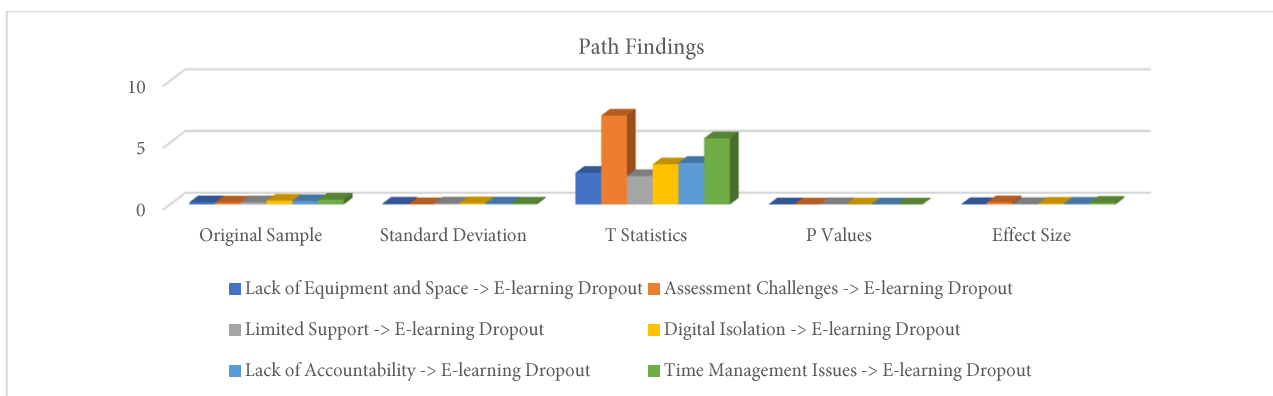 Path Findings
10
5
0
Original Sample Standard Deviation T Statistics P Values Effect Size
Lack of Equipment and Space -> E-learning Dropout Assessment Challenges -> E-learning Dropout
Limited Support -> E-learning Dropout Digital Isolation -> E-learning Dropout
Lack of Accountability -> E-learning Dropout Time Management Issues -> E-learning Dropout